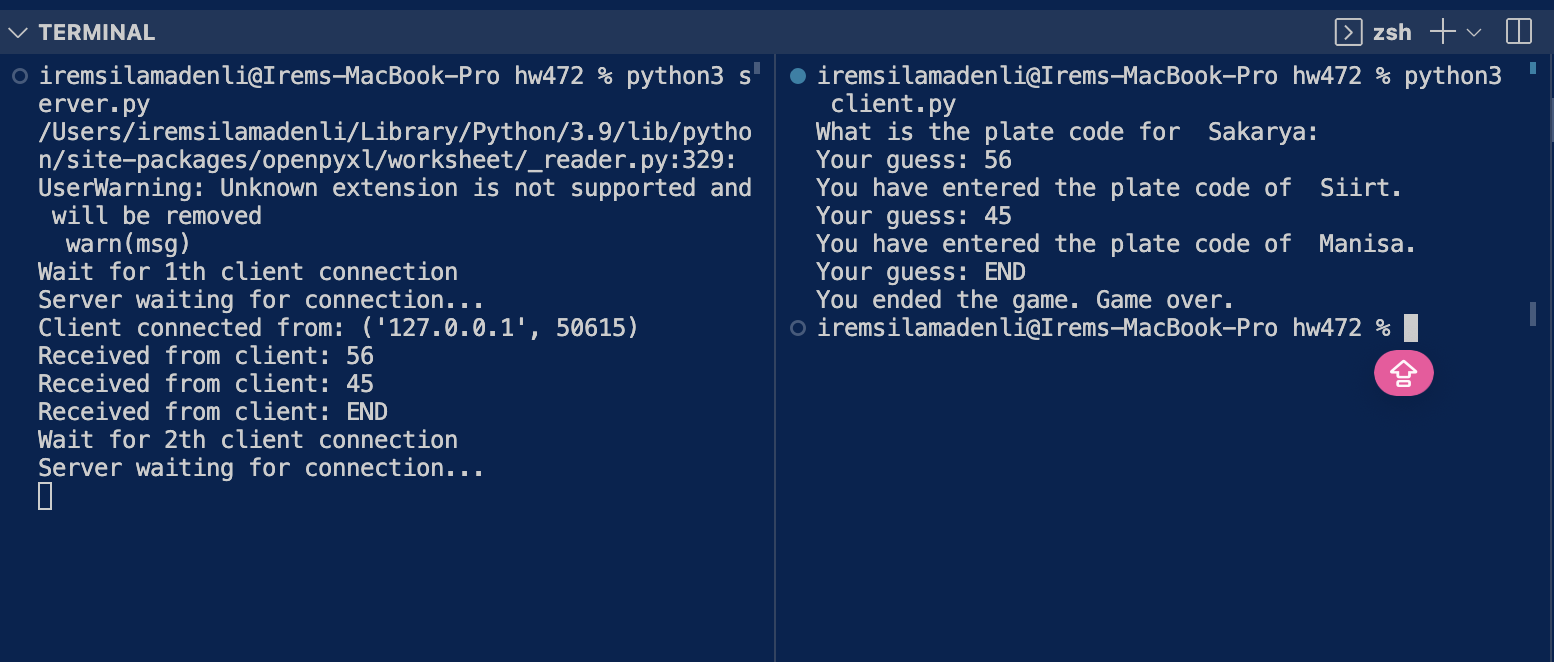 TERMINAL
zsh
iremsilamadenli@Irems-MacBook-Pro hw472 % python3 s
erver.py
/Users/iremsilamadenli/Library/Python/3.9/lib/pytho
n/site-packages/openpyxl/worksheet/_reader.py:329:
UserWarning: Unknown extension is not supported and
 will be removed
  warn(msg)
Wait for 1th client connection
Server waiting for connection...
Client connected from: ('127.0.0.1', 50615)
Received from client: 56
Received from client: 45
Received from client: END
Wait for 2th client connection
Server waiting for connection...
iremsilamadenli@Irems-MacBook-Pro hw472 % python3
 client.py
What is the plate code for  Sakarya:
Your guess: 56
You have entered the plate code of  Siirt.
Your guess: 45
You have entered the plate code of  Manisa.
Your guess: END
You ended the game. Game over.
iremsilamadenli@Irems-MacBook-Pro hw472 %